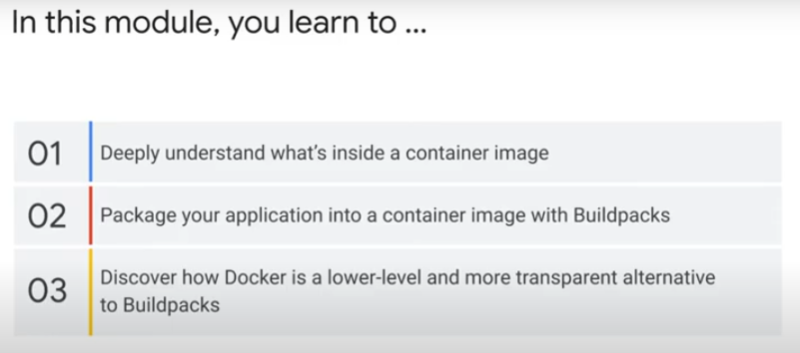 In this module, you learn to ...
01
Deeply understand what's inside a container image
02
Package your application into a container image with Buildpacks
03
Discover how Docker is a lower-level and more transparent alternative
to Buildpacks